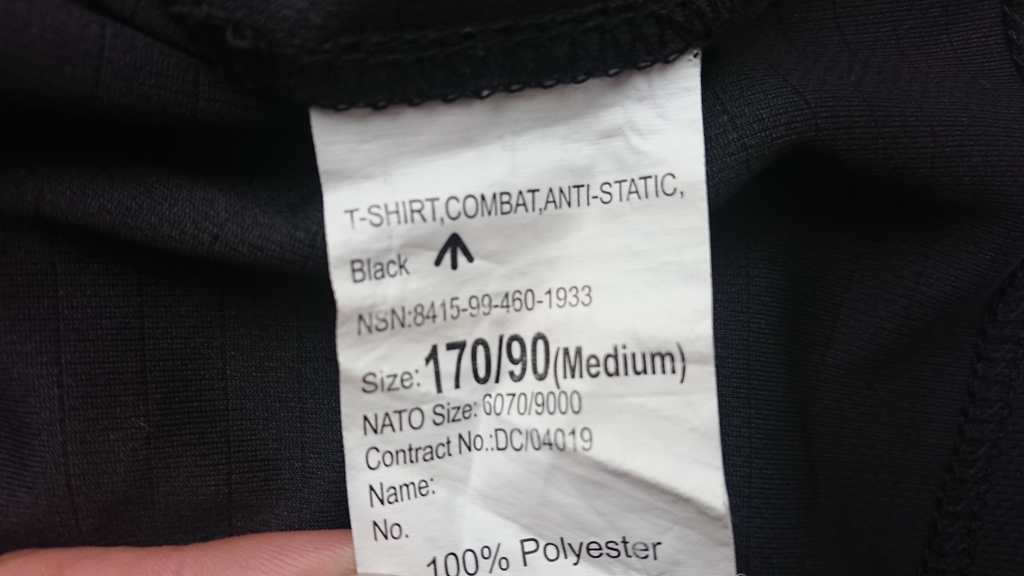 T-SHIRT,COMBAT,ANTI-STATIC,
Black
NSN:8415-99-460-1933
Size:170/90(Medium)
NATO Size: 6070/9000
Contract No.:DC/04019
Name:
No.
100% Polyester